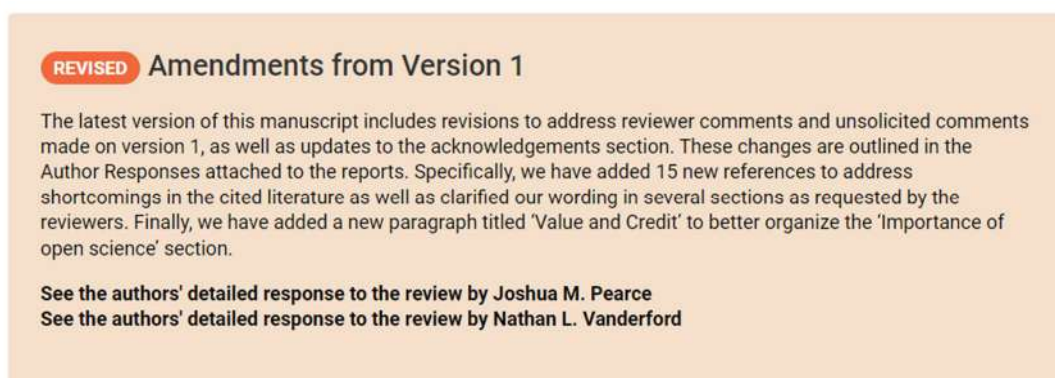 REVISED Amendments from Version 1
The latest version of this manuscript includes revisions to address reviewer comments and unsolicited comments
made on version 1, as well as updates to the acknowledgements section. These changes are outlined in the
Author Responses attached to the reports. Specifically, we have added 15 new references to address
shortcomings in the cited literature as well as clarified our wording in several sections as requested by the
reviewers. Finally, we have added a new paragraph titled ‘Value and Credit’ to better organize the ‘Importance of
open science’ section.
See the authors' detailed response to the review by Joshua M. Pearce
See the authors' detailed response to the review by Nathan L. Vanderford